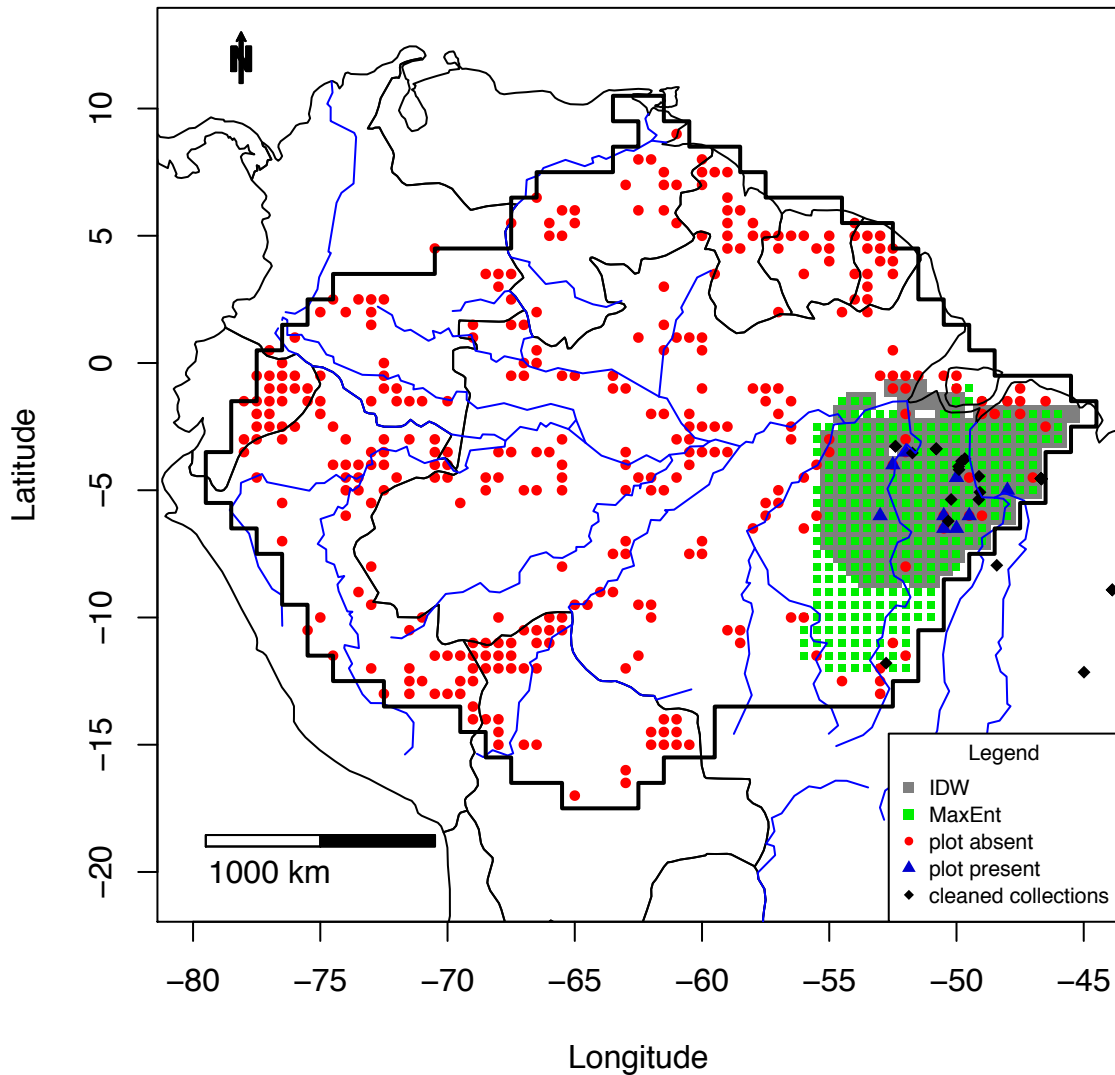 N
10
5
0
−5
−10
−15
−20
Latitude
1000 km
Legend
IDW
MaxEnt
plot absent
plot present
cleaned collections
−80 −75 −70 −65 −60 −55 −50 −45
Longitude